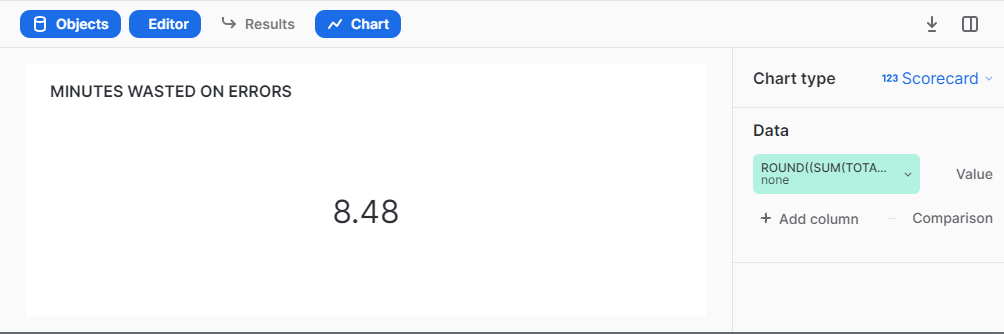 Objects Editor Results Chart
MINUTES WASTED ON ERRORS
8.48
Chart type 123 Scorecard
Data
ROUND((SUM(TOTA...
none
Value
+ Add column — Comparison